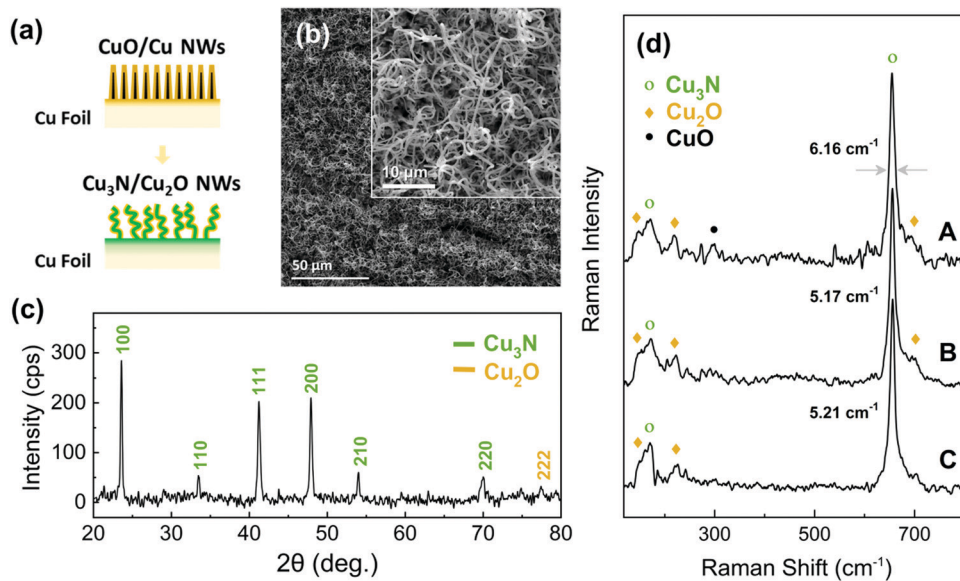 (a)
CuO/Cu NWs
Cu Foil
Cu₃N/Cu₂O NWs
Cu Foil
(b)
10 μm
50 μm
(c)
Intensity (cps)
300
200
100
0
100
110
111
200
210
220
222
Cu₃N
Cu₂O
20 30 40 50 60 70 80
2θ (deg.)
(d)
Cu₃N
Cu₂O
CuO
6.16 cm⁻¹
A
5.17 cm⁻¹
B
5.21 cm⁻¹
C
Raman Intensity
300 500 700
Raman Shift (cm⁻¹)